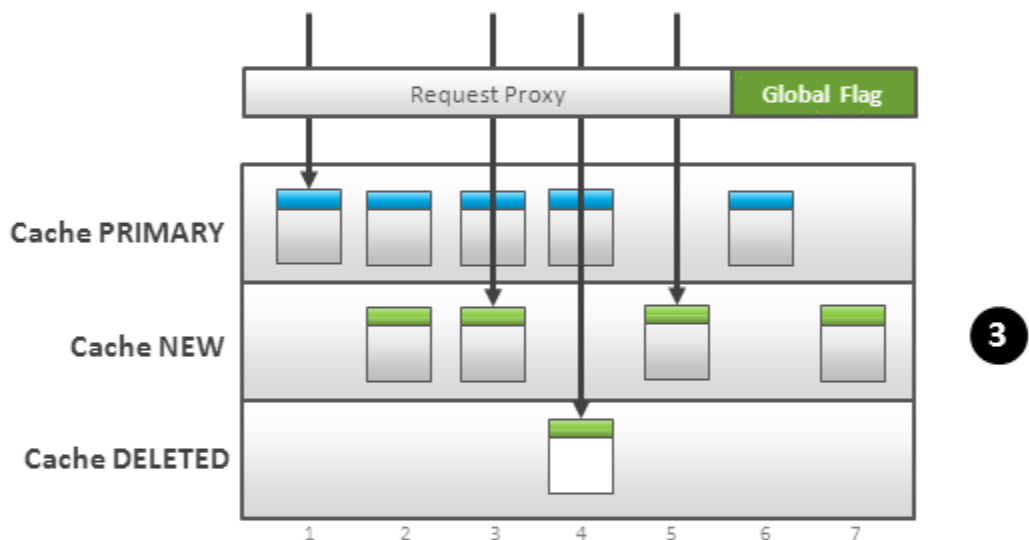 Request Proxy
Global Flag
Cache PRIMARY
Cache NEW
3
Cache DELETED
1 2 3 4 5 6 7